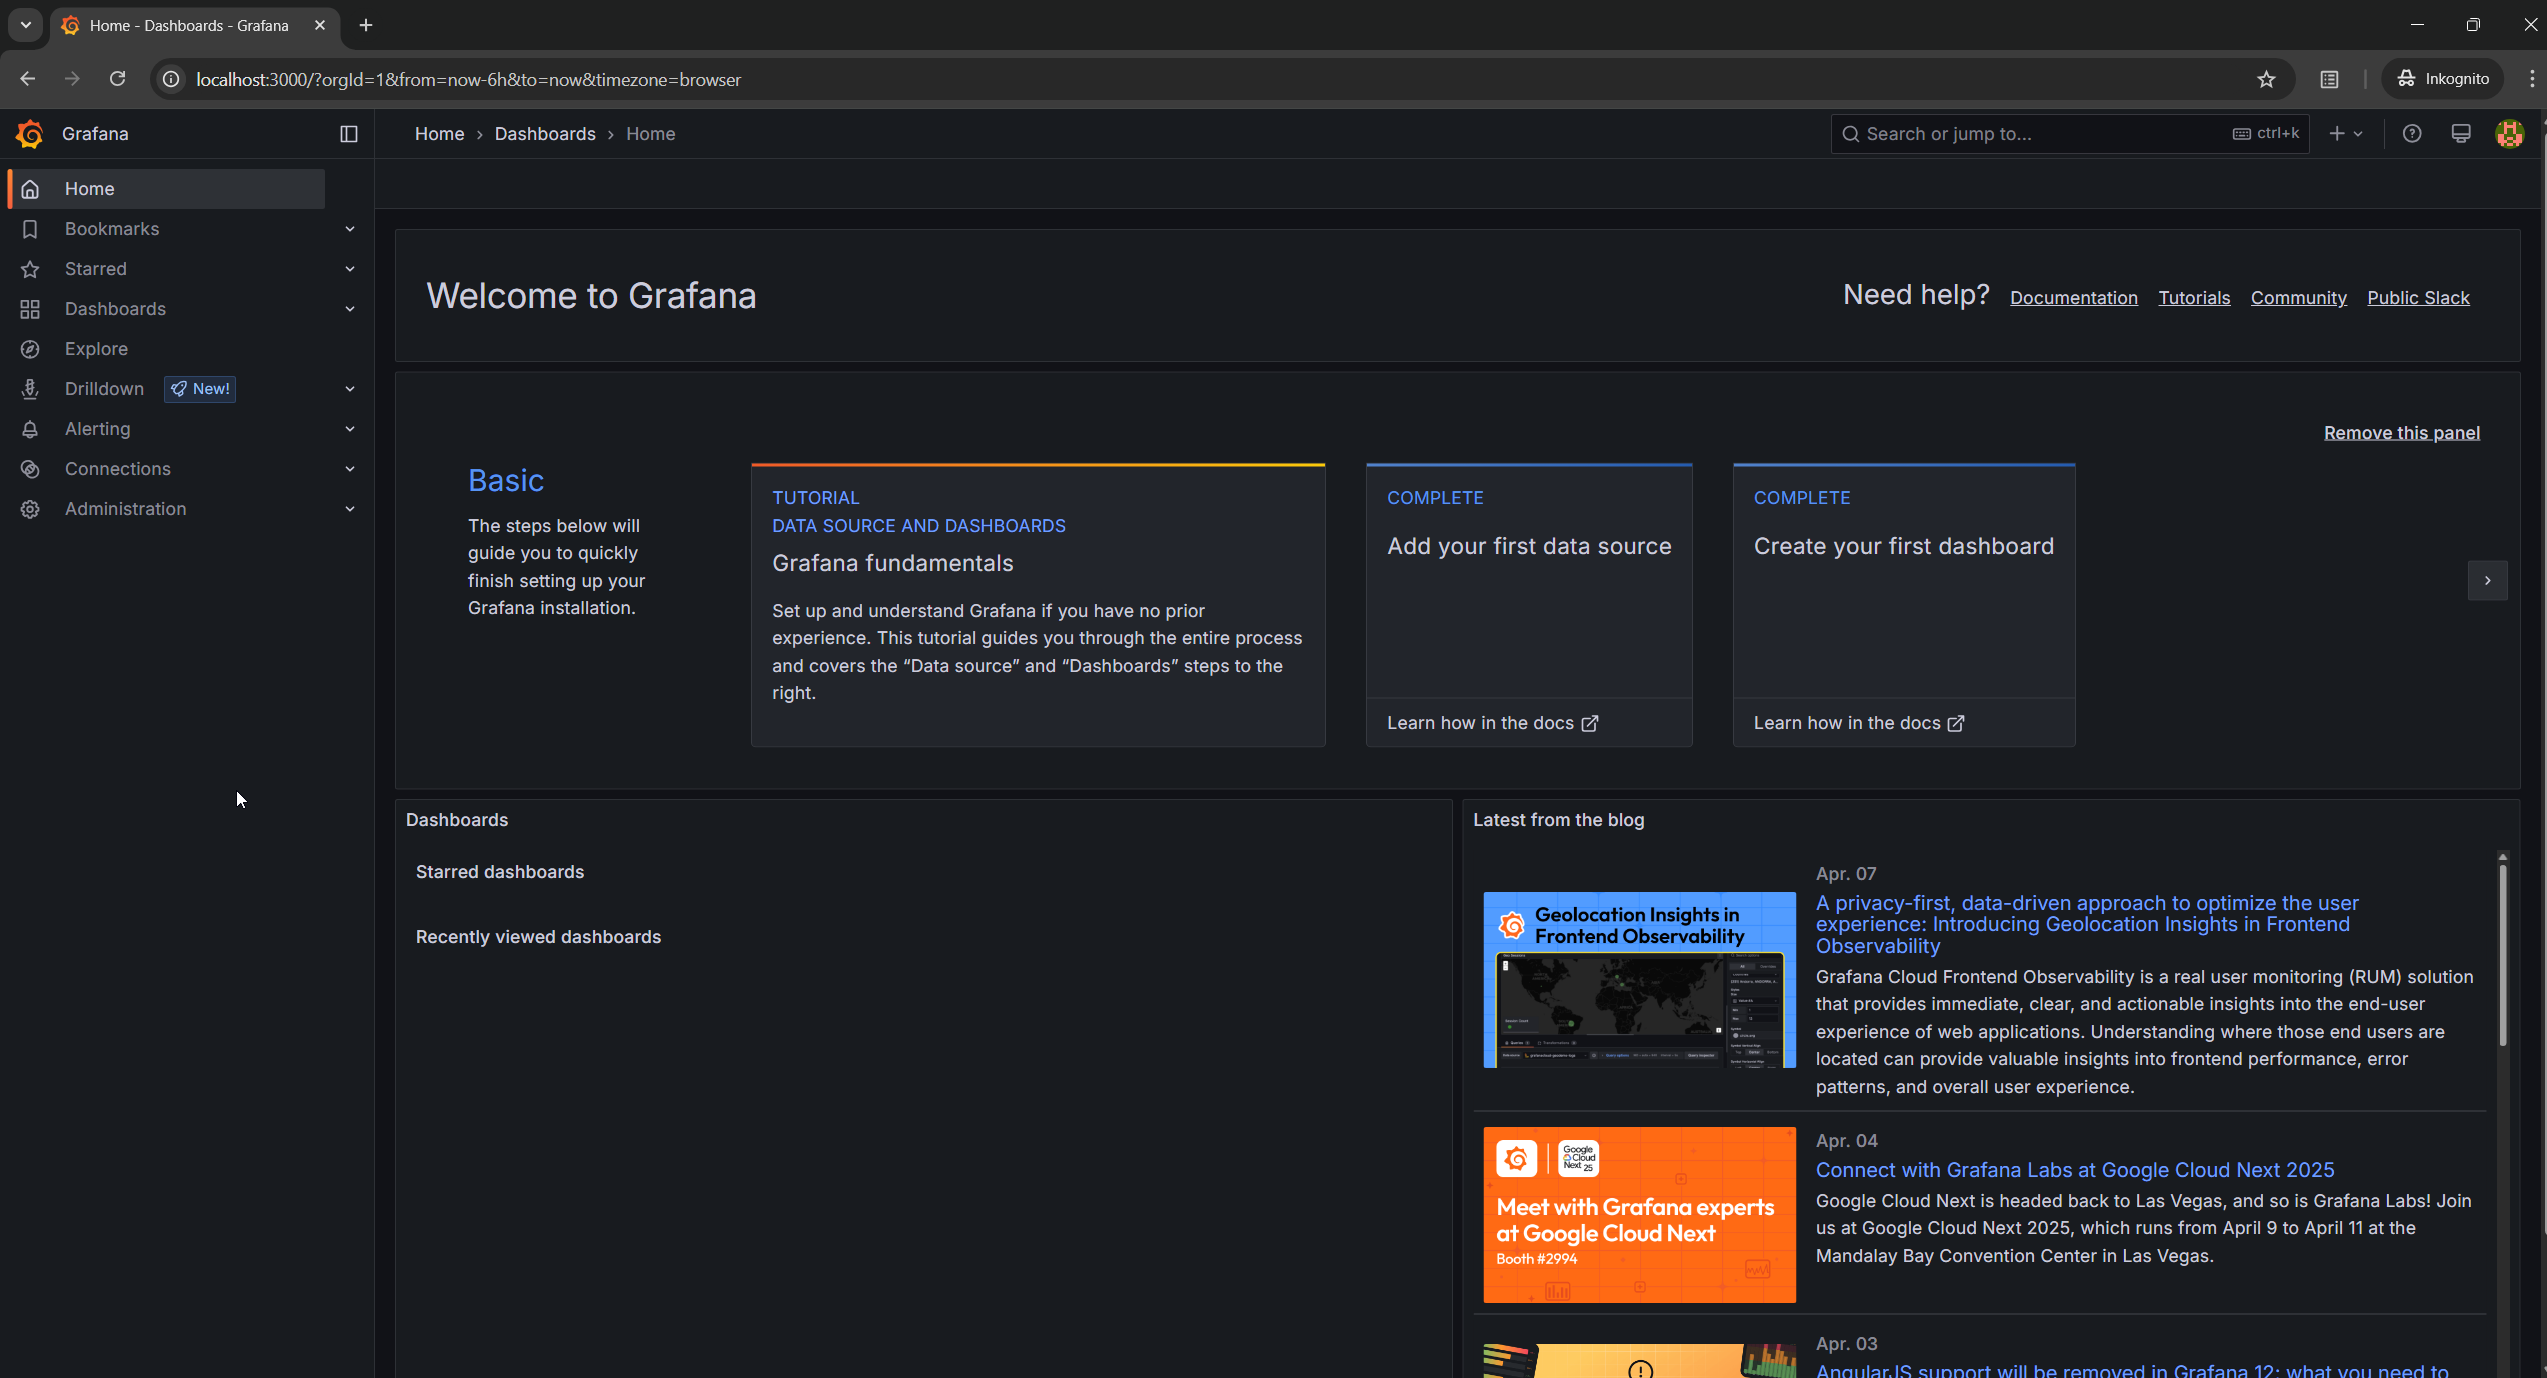 Home - Dashboards - Grafana
localhost:3000/?orgId=1&from=now-6h&to=now&timezone=browser
Inkognito
Grafana
Home › Dashboards › Home
Search or jump to...
ctrl+k
Home
Bookmarks
Starred
Dashboards
Explore
Drilldown New!
Alerting
Connections
Administration
Welcome to Grafana
Need help? Documentation Tutorials Community Public Slack
Remove this panel
Basic
The steps below will
guide you to quickly
finish setting up your
Grafana installation.
TUTORIAL
DATA SOURCE AND DASHBOARDS
Grafana fundamentals
Set up and understand Grafana if you have no prior
experience. This tutorial guides you through the entire process
and covers the “Data source” and “Dashboards” steps to the
right.
COMPLETE
Add your first data source
Learn how in the docs
COMPLETE
Create your first dashboard
Learn how in the docs
Dashboards
Starred dashboards
Recently viewed dashboards
Latest from the blog
Geolocation Insights in
Frontend Observability
Apr. 07
A privacy-first, data-driven approach to optimize the user
experience: Introducing Geolocation Insights in Frontend
Observability
Grafana Cloud Frontend Observability is a real user monitoring (RUM) solution
that provides immediate, clear, and actionable insights into the end-user
experience of web applications. Understanding where those end users are
located can provide valuable insights into frontend performance, error
patterns, and overall user experience.
Google
Cloud
Next 25
Meet with Grafana experts
at Google Cloud Next
Booth #2994
Apr. 04
Connect with Grafana Labs at Google Cloud Next 2025
Google Cloud Next is headed back to Las Vegas, and so is Grafana Labs! Join
us at Google Cloud Next 2025, which runs from April 9 to April 11 at the
Mandalay Bay Convention Center in Las Vegas.
Apr. 03
AngularJS support will be removed in Grafana 12: what you need to